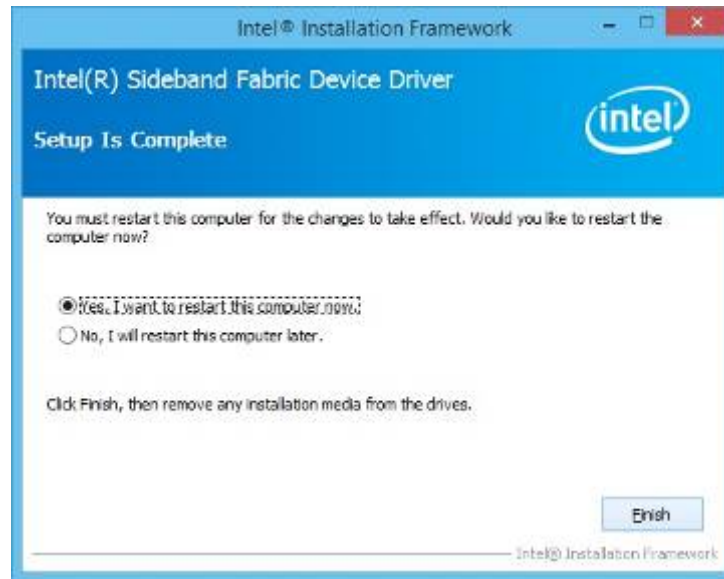 Intel® Installation Framework
Intel(R) Sideband Fabric Device Driver
intel
Setup Is Complete
You must restart this computer for the changes to take effect. Would you like to restart the
computer now?
Yes, I want to restart this computer now.
No, I will restart this computer later.
Click Finish, then remove any installation media from the drives.
Finish
Intel(R) Installation Framework